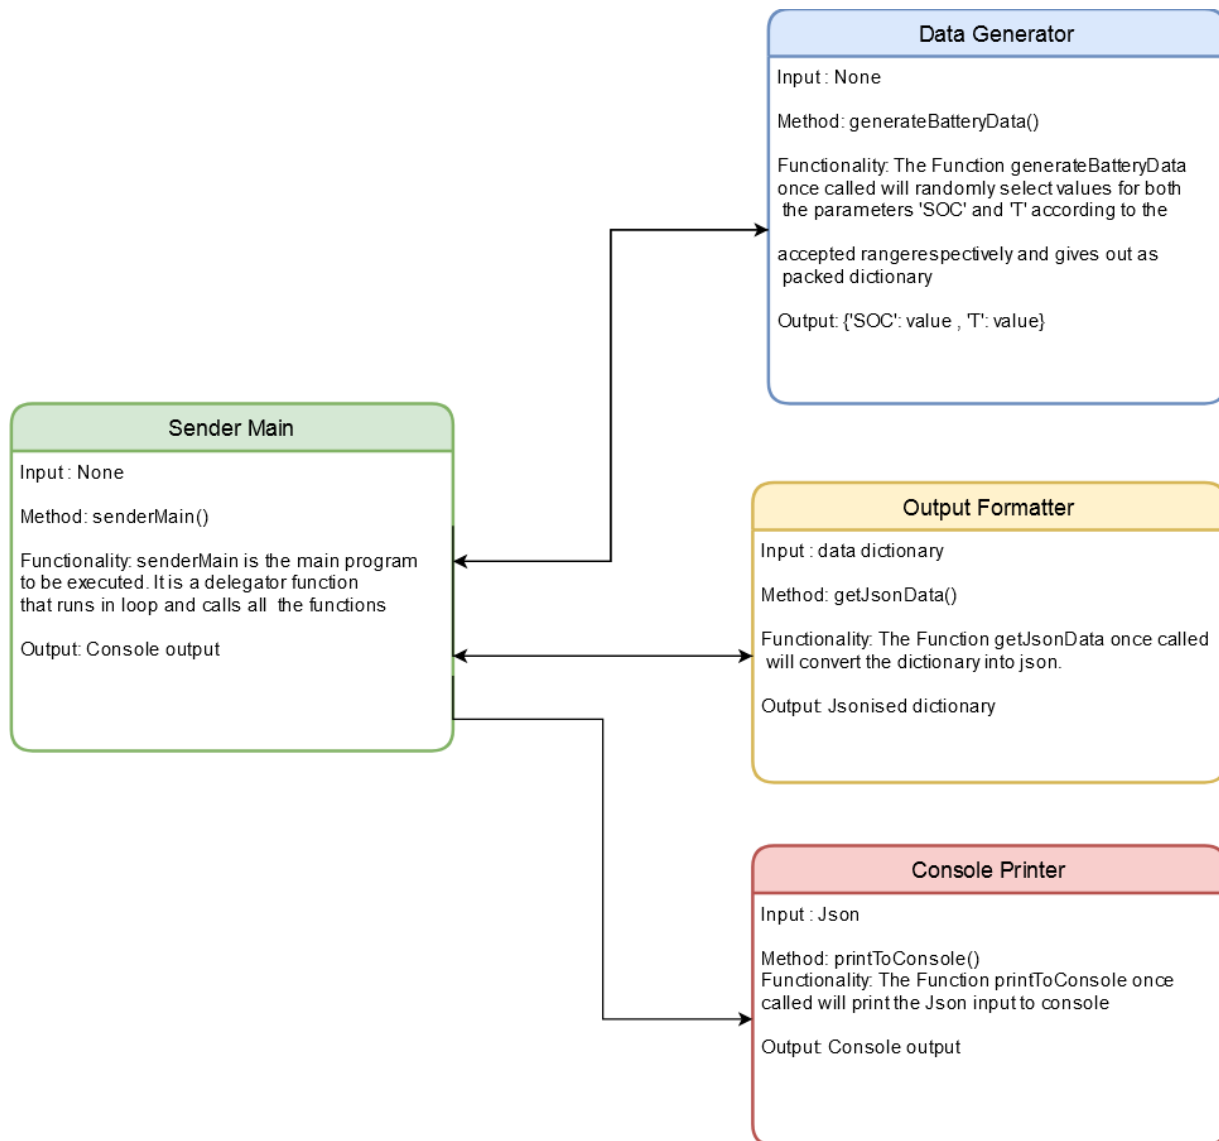 Data Generator
Input : None
Method: generateBatteryData()
Functionality: The Function generateBatteryData
once called will randomly select values for both
the parameters 'SOC' and 'T' according to the
accepted rangerespectively and gives out as
packed dictionary
Output: {'SOC': value , 'T': value}
Sender Main
Input : None
Method: senderMain()
Functionality: senderMain is the main program
to be executed. It is a delegator function
that runs in loop and calls all the functions
Output: Console output
Output Formatter
Input : data dictionary
Method: getJsonData()
Functionality: The Function getJsonData once called
will convert the dictionary into json.
Output: Jsonised dictionary
Console Printer
Input : Json
Method: printToConsole()
Functionality: The Function printToConsole once
called will print the Json input to console
Output: Console output